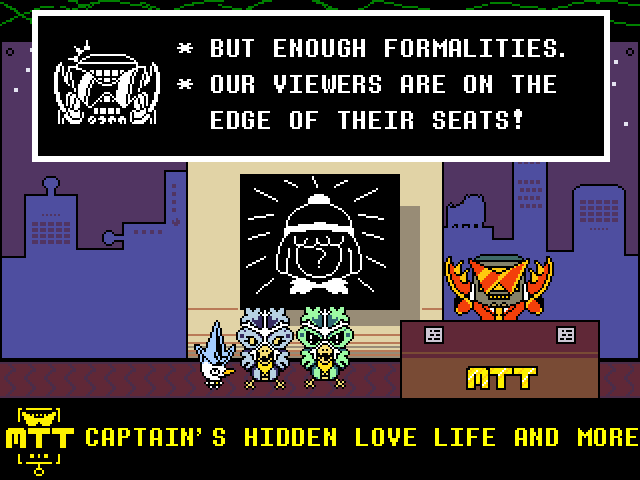 * BUT ENOUGH FORMALITIES.
* OUR VIEWERS ARE ON THE
EDGE OF THEIR SEATS!
?
MTT
MTT CAPTAIN'S HIDDEN LOVE LIFE AND MORE